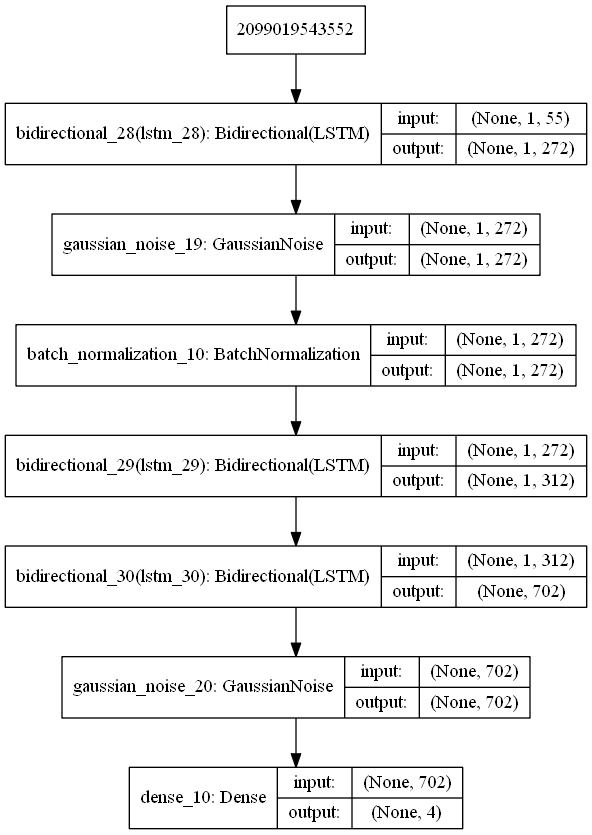 2099019543552
bidirectional_28(lstm_28): Bidirectional(LSTM)
input: (None, 1, 55)
output: (None, 1, 272)
gaussian_noise_19: GaussianNoise
input: (None, 1, 272)
output: (None, 1, 272)
batch_normalization_10: BatchNormalization
input: (None, 1, 272)
output: (None, 1, 272)
bidirectional_29(lstm_29): Bidirectional(LSTM)
input: (None, 1, 272)
output: (None, 1, 312)
bidirectional_30(lstm_30): Bidirectional(LSTM)
input: (None, 1, 312)
output: (None, 702)
gaussian_noise_20: GaussianNoise
input: (None, 702)
output: (None, 702)
dense_10: Dense
input: (None, 702)
output: (None, 4)